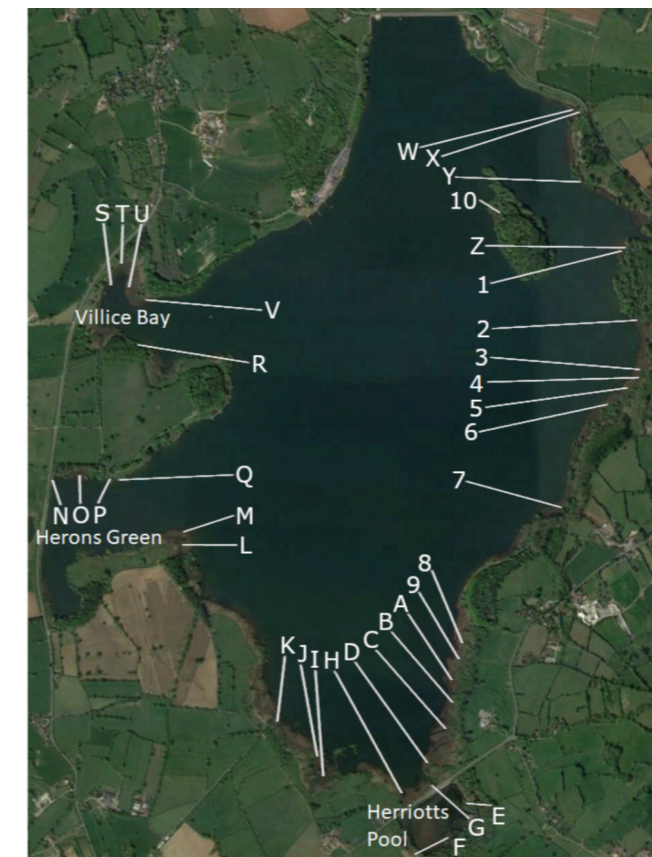 W
X
Y
10
S T U
Z
1
V
Villice Bay
2
3
R
4
5
6
Q
7
N O P
M
Herons Green
L
8
9
A
B
C
K
J
I
H
D
Herriotts
Pool
E
G
F